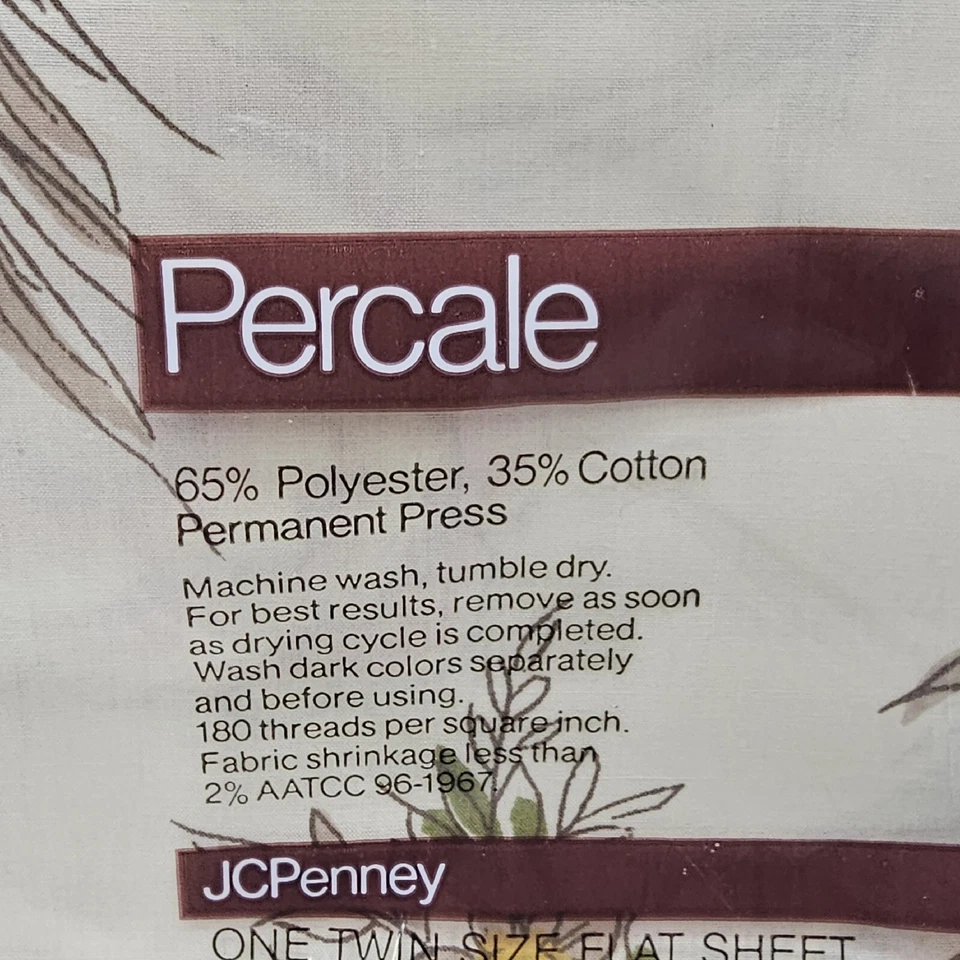 Percale
65% Polyester, 35% Cotton
Permanent Press
Machine wash, tumble dry.
For best results, remove as soon
as drying cycle is completed.
Wash dark colors separately
and before using.
180 threads per square inch.
Fabric shrinkage less than
2% AATCC 96-1967.
JCPenney
ONE TWIN SIZE FLAT SHEET